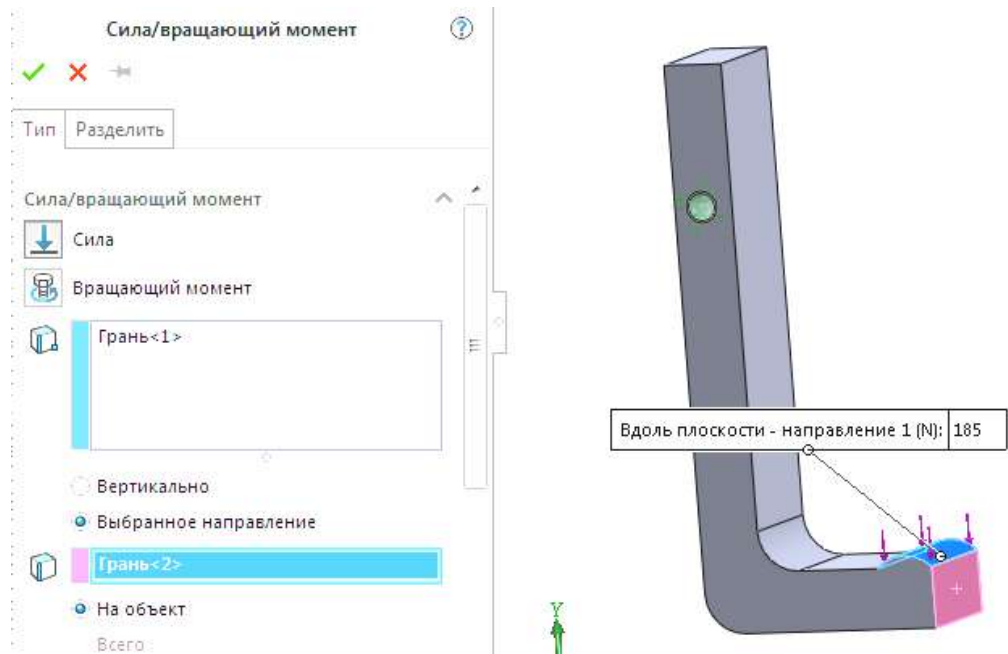 Сила/вращающий момент
Тип Разделить
Сила/вращающий момент
Сила
Вращающий момент
Грань<1>
Вертикально
Выбранное направление
Грань<2>
На объект
Всего
Вдоль плоскости - направление 1 (N): 185
Y